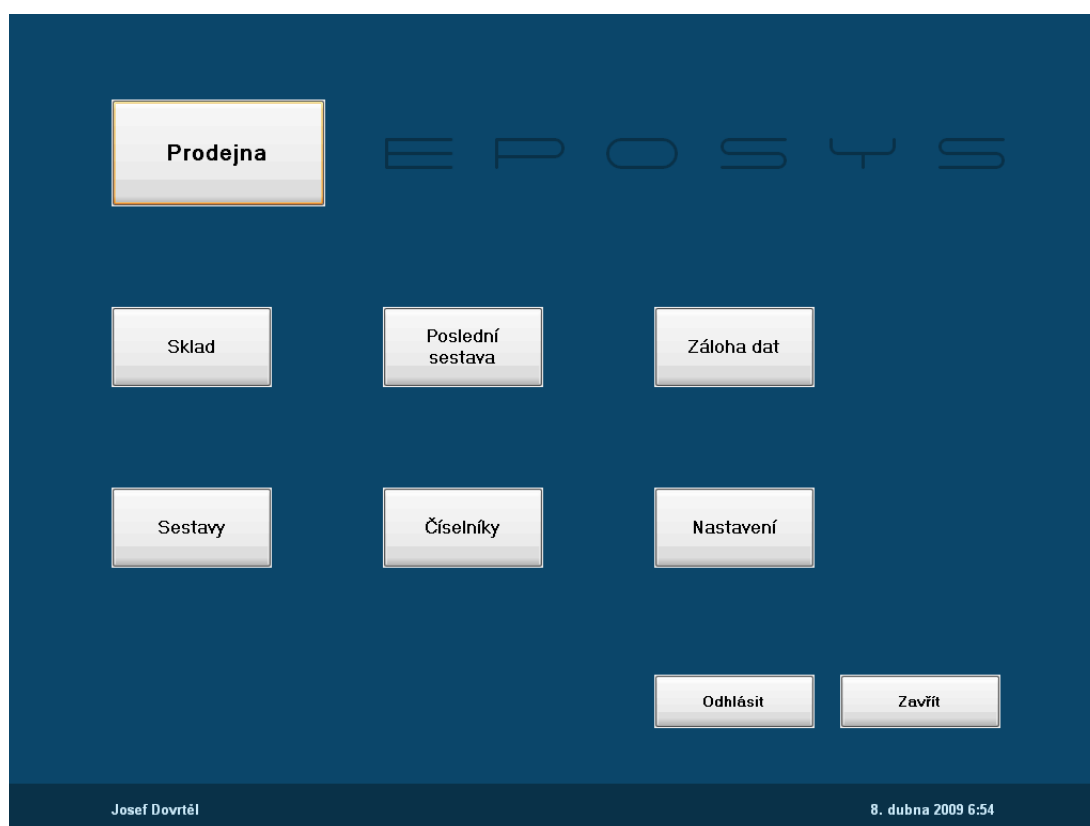 Prodejna
EPOSYS
Sklad
Poslední
sestava
Záloha dat
Sestavy
Číselníky
Nastavení
Odhlásit
Zavřít
Josef Dovrtěl
8. dubna 2009 6:54